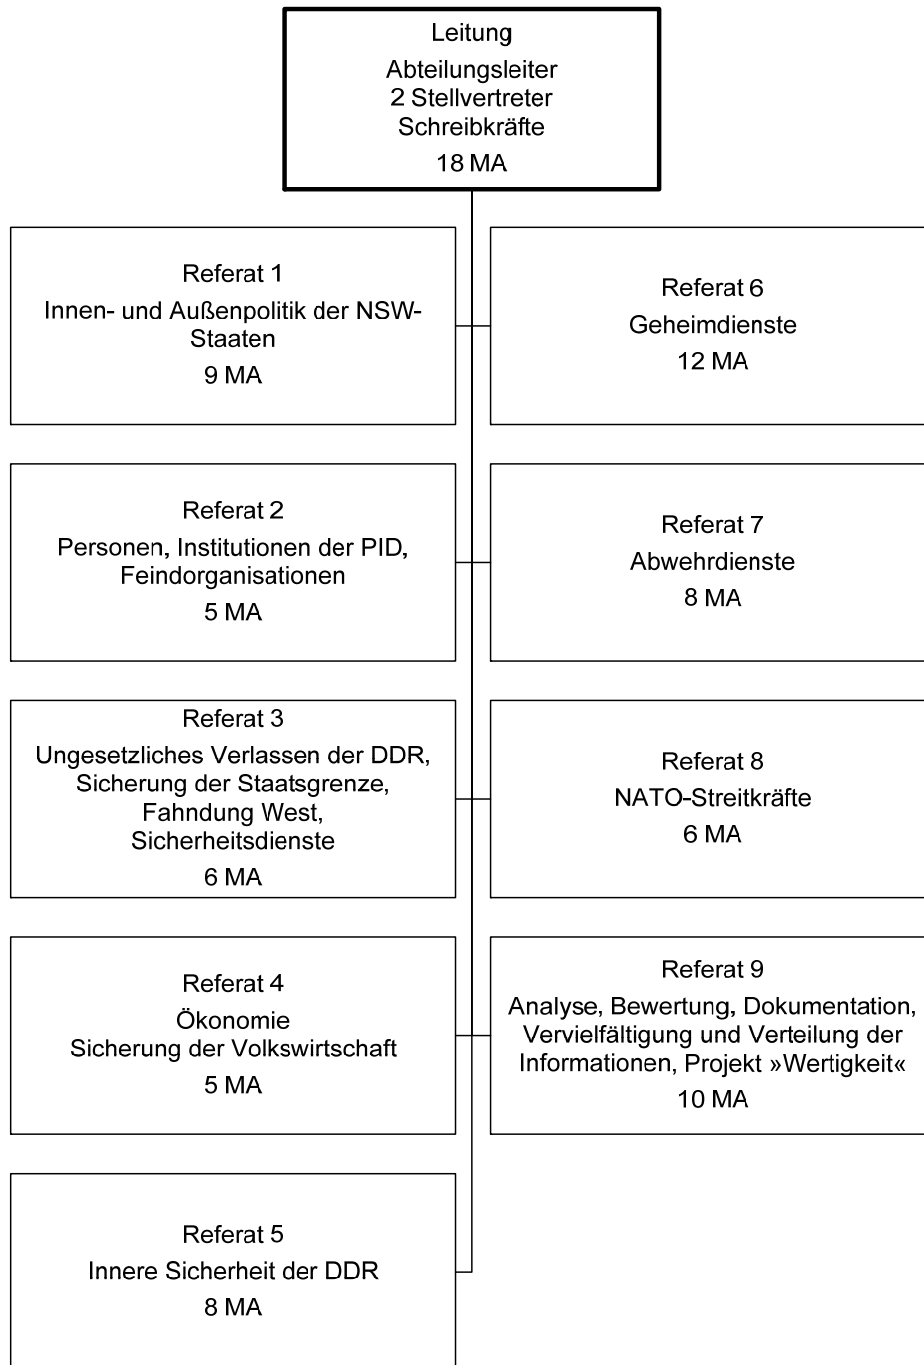 Leitung
Abteilungsleiter
2 Stellvertreter
Schreibkräfte
18 MA
Referat 1
Innen- und Außenpolitik der NSW-
Staaten
9 MA
Referat 2
Personen, Institutionen der PID,
Feindorganisationen
5 MA
Referat 3
Ungesetzliches Verlassen der DDR,
Sicherung der Staatsgrenze,
Fahndung West,
Sicherheitsdienste
6 MA
Referat 4
Ökonomie
Sicherung der Volkswirtschaft
5 MA
Referat 5
Innere Sicherheit der DDR
8 MA
Referat 6
Geheimdienste
12 MA
Referat 7
Abwehrdienste
8 MA
Referat 8
NATO-Streitkräfte
6 MA
Referat 9
Analyse, Bewertung, Dokumentation,
Vervielfältigung und Verteilung der
Informationen, Projekt »Wertigkeit«
10 MA